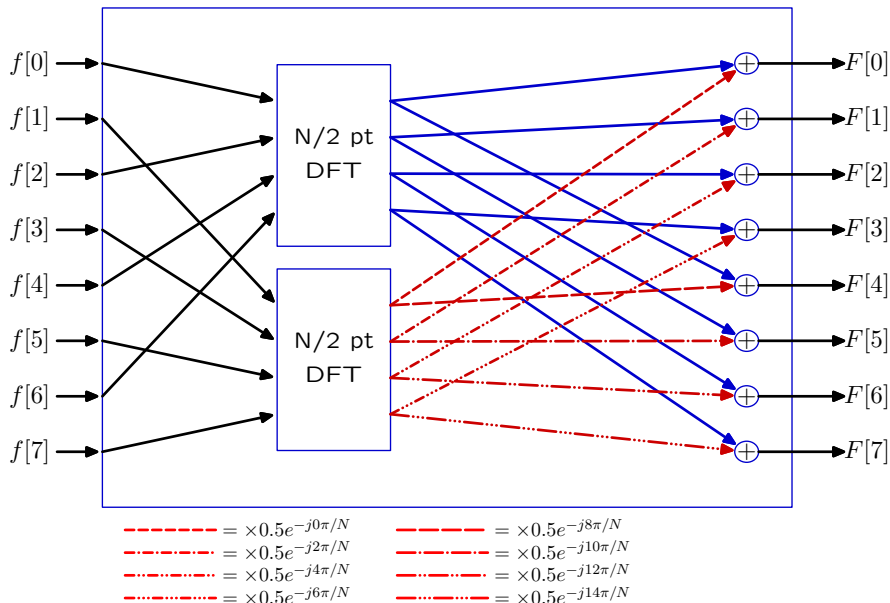 f[0]
f[1]
f[2]
f[3]
f[4]
f[5]
f[6]
f[7]
N/2 pt
DFT
N/2 pt
DFT
+
+
+
+
+
+
+
+
F[0]
F[1]
F[2]
F[3]
F[4]
F[5]
F[6]
F[7]
= ×0.5e^{-j0π/N}
= ×0.5e^{-j2π/N}
= ×0.5e^{-j4π/N}
= ×0.5e^{-j6π/N}
= ×0.5e^{-j8π/N}
= ×0.5e^{-j10π/N}
= ×0.5e^{-j12π/N}
= ×0.5e^{-j14π/N}